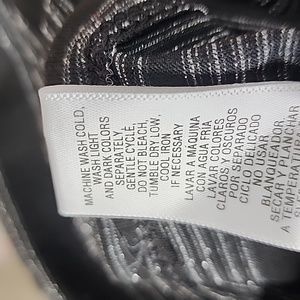 MACHINE WASH COLD,
WASH LIGHT
AND DARK COLORS
SEPARATELY
GENTLE CYCLE,
DO NOT BLEACH,
TUMBLE DRY LOW,
COOL IRON
IF NECESSARY
LAVAR A MAQUINA
CON AGUA FRIA
LAVAR COLORES
CLAROS Y OSCUROS
POR SEPARADO
CICLO DELICADO
NO USAR
BLANQUEADOR,
SECAR Y
A TEMPERA